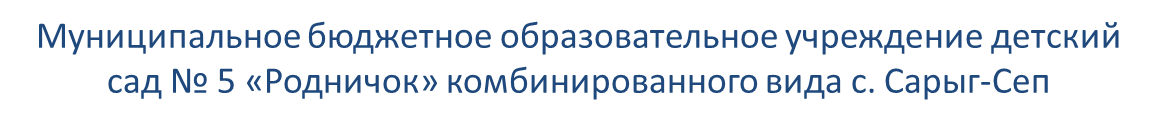 Муниципальное бюджетное образовательное учреждение детский
сад № 5 «Родничок» комбинированного вида с. Сарыг-Сеп